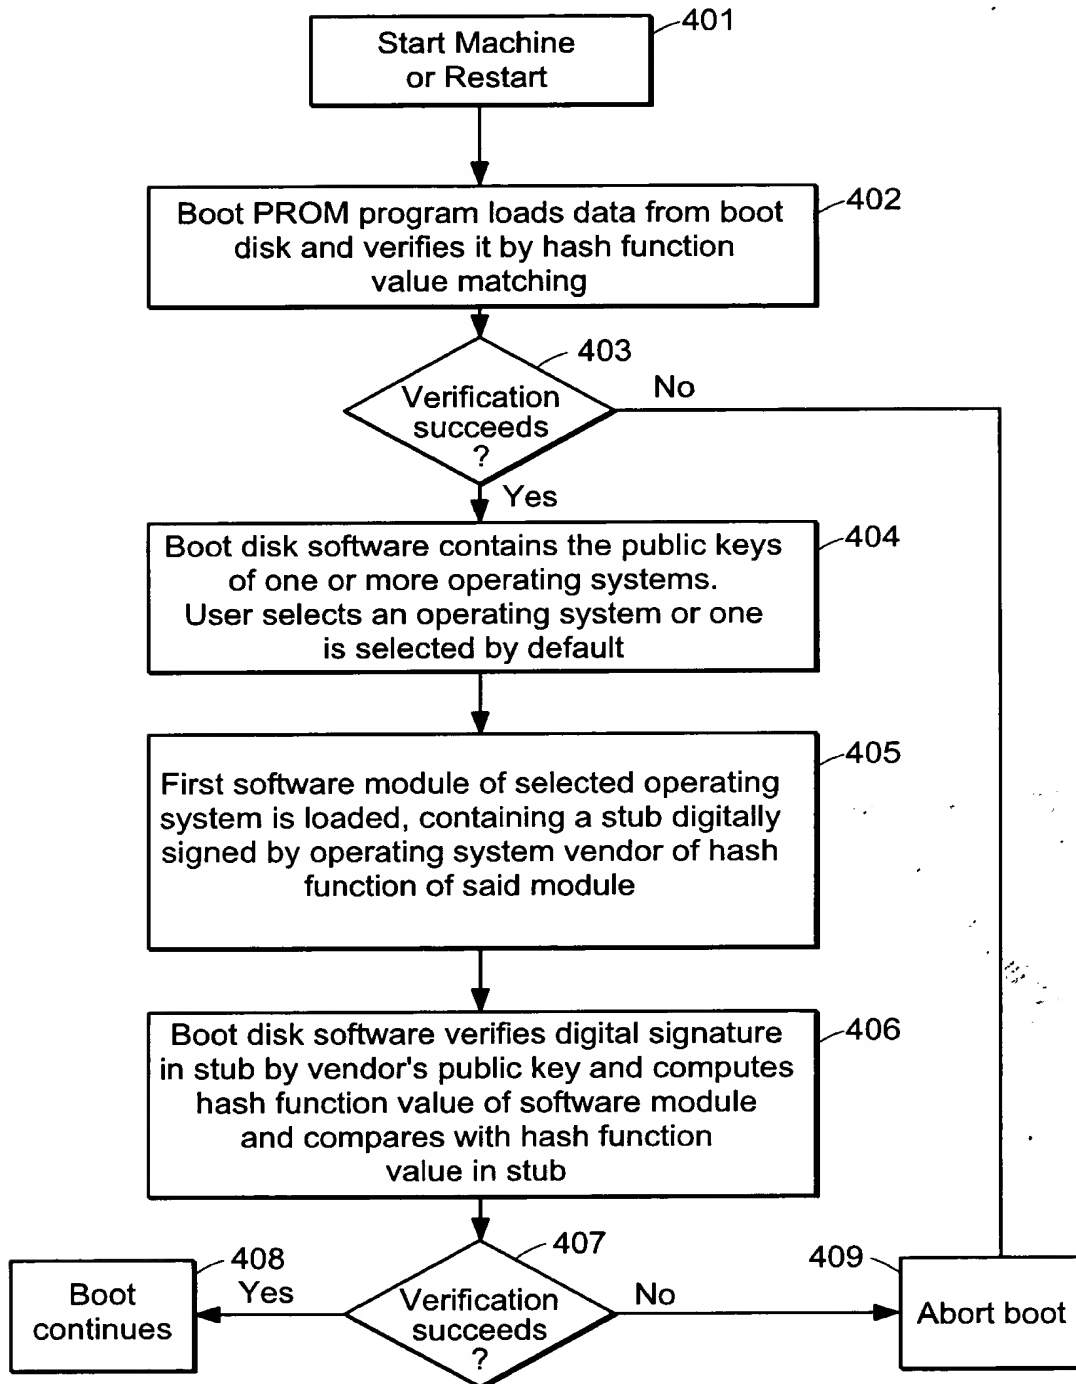 401
Start Machine
or Restart
402
Boot PROM program loads data from boot
disk and verifies it by hash function
value matching
403
Verification
succeeds
?
No
Yes
404
Boot disk software contains the public keys
of one or more operating systems.
User selects an operating system or one
is selected by default
405
First software module of selected operating
system is loaded, containing a stub digitally
signed by operating system vendor of hash
function of said module
406
Boot disk software verifies digital signature
in stub by vendor's public key and computes
hash function value of software module
and compares with hash function
value in stub
407
Verification
succeeds
?
Yes
No
408
Boot
continues
409
Abort boot